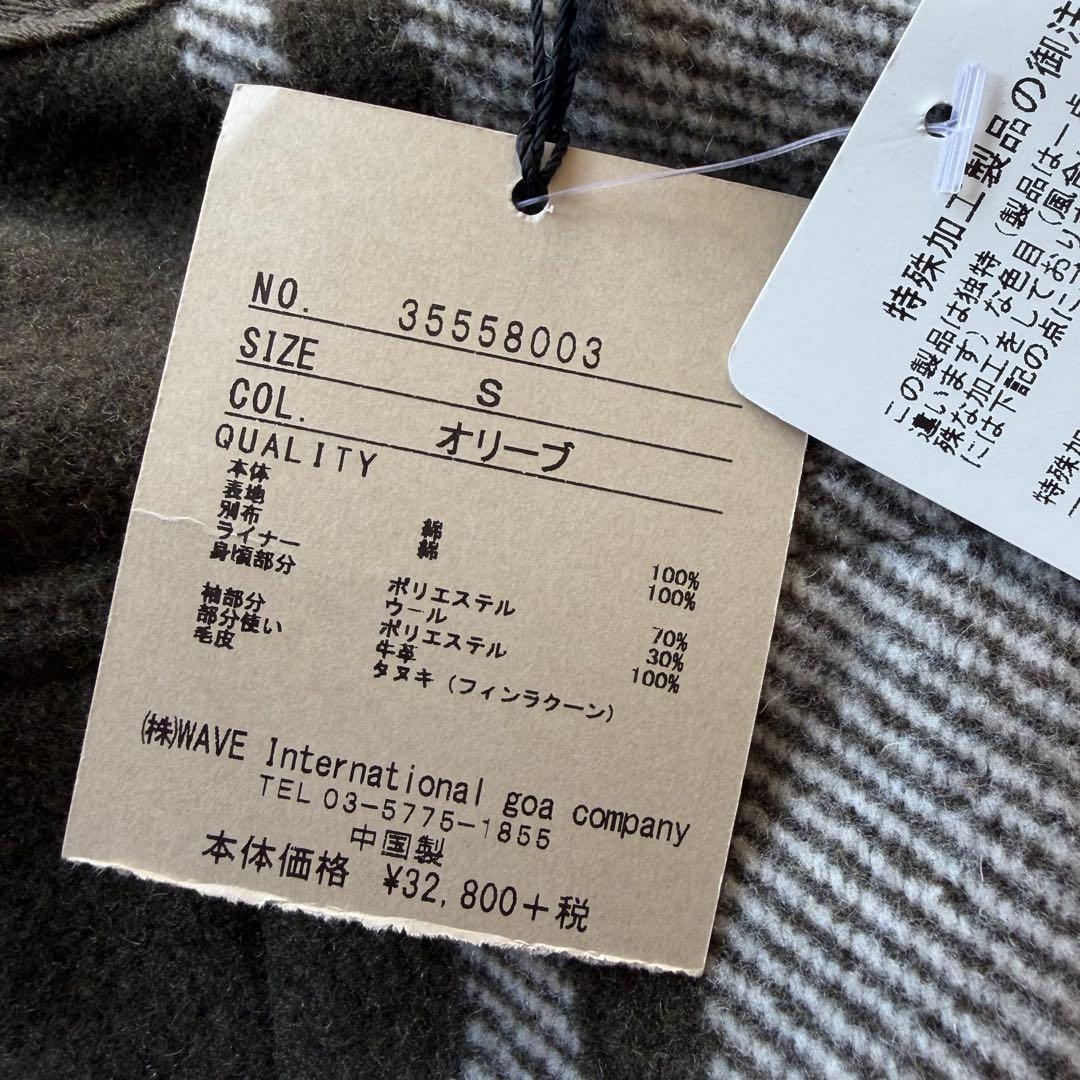 NO. 35558003
SIZE S
COL. オリーブ
QUALITY
本体
表地 綿 100%
別布 綿 100%
ライナー
身頃部分 ポリエステル 70%
ウール 30%
袖部分 ポリエステル 100%
部分使い 牛革
毛皮 タヌキ (フィンラクーン)
㈱WAVE International goa company
TEL 03-5775-1855
中国製
本体価格 ¥32,800+税
特殊加工製品の御注
この製品は独特(製品は一点
違います)な色目(風合
殊な加工をしており
には下記の点に
特殊加